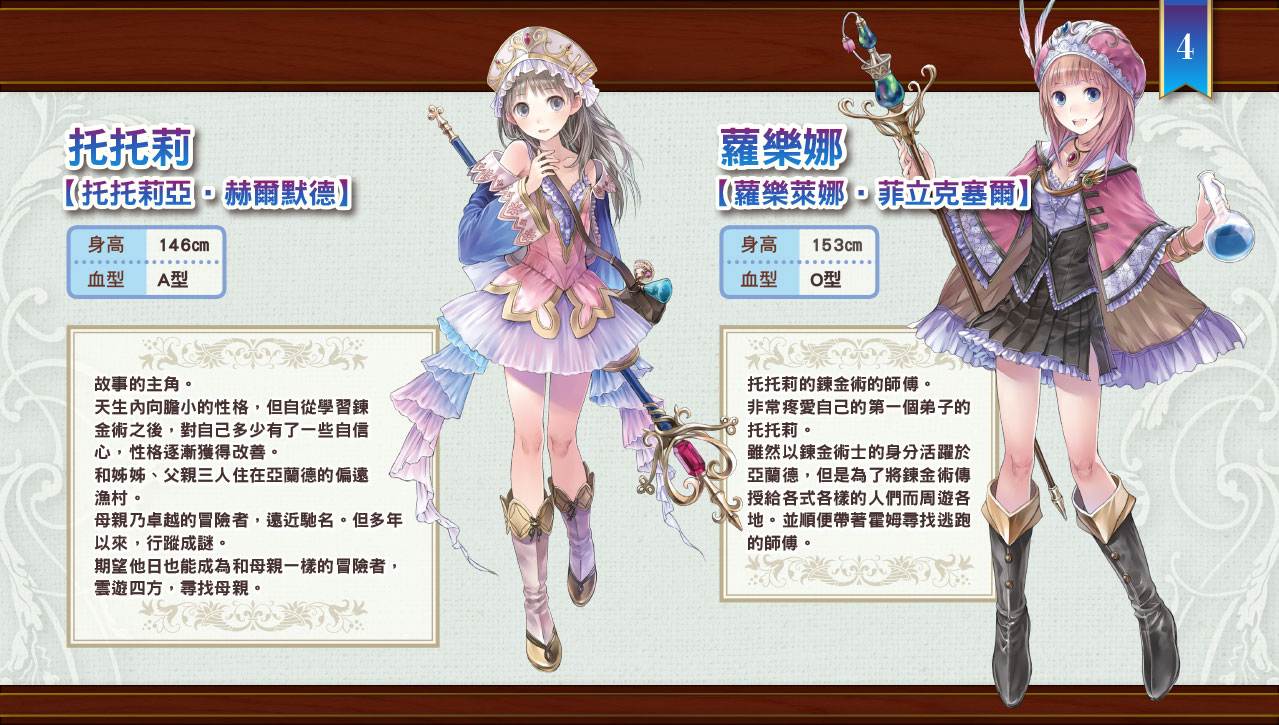 4
托托莉
【托托莉亞・赫爾默德】
身高 146cm
血型 A型
故事的主角。
天生內向膽小的性格，但自從學習鍊
金術之後，對自己多少有了一些自信
心，性格逐漸獲得改善。
和姊姊、父親三人住在亞蘭德的偏遠
漁村。
母親乃卓越的冒險者，遠近馳名。但多年
以來，行蹤成謎。
期望他日也能成為和母親一樣的冒險者，
雲遊四方，尋找母親。
蘿樂娜
【蘿樂萊娜・菲立克塞爾】
身高 153cm
血型 O型
托托莉的鍊金術的師傅。
非常疼愛自己的第一個弟子的
托托莉。
雖然以鍊金術士的身分活躍於
亞蘭德，但是為了將鍊金術傳
授給各式各樣的人們而周遊各
地。並順便帶著霍姆尋找逃跑
的師傅。